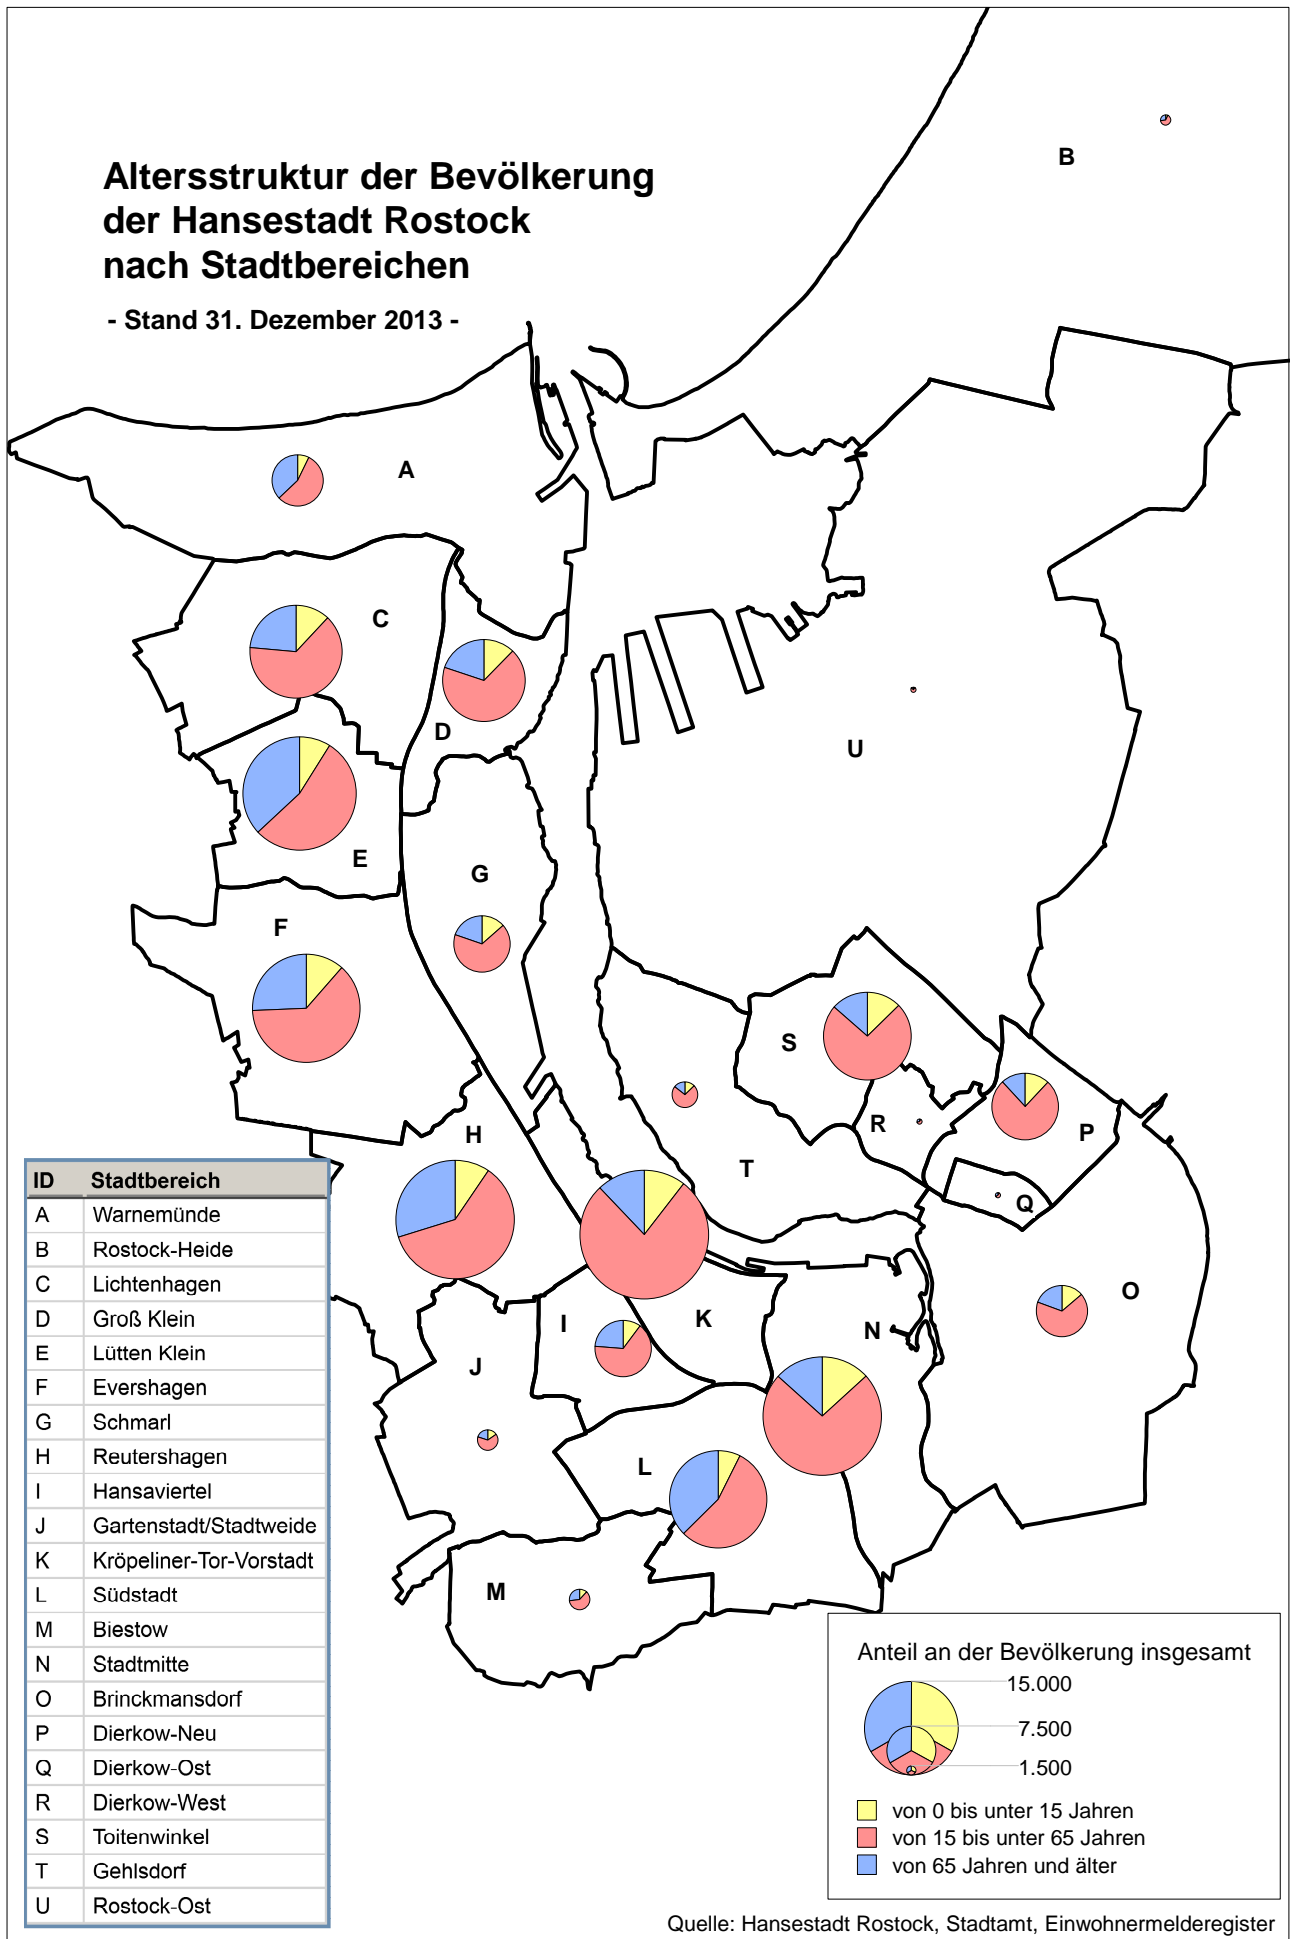 Altersstruktur der Bevölkerung
der Hansestadt Rostock
nach Stadtbereichen
- Stand 31. Dezember 2013 -
B
A
C
D
U
E
G
F
S
R
P
H
T
Q
O
I
K
N
J
L
M
ID Stadtbereich
A Warnemünde
B Rostock-Heide
C Lichtenhagen
D Groß Klein
E Lütten Klein
F Evershagen
G Schmarl
H Reutershagen
I Hansaviertel
J Gartenstadt/Stadtweide
K Kröpeliner-Tor-Vorstadt
L Südstadt
M Biestow
N Stadtmitte
O Brinckmansdorf
P Dierkow-Neu
Q Dierkow-Ost
R Dierkow-West
S Toitenwinkel
T Gehlsdorf
U Rostock-Ost
Anteil an der Bevölkerung insgesamt
15.000
7.500
1.500
von 0 bis unter 15 Jahren
von 15 bis unter 65 Jahren
von 65 Jahren und älter
Quelle: Hansestadt Rostock, Stadtamt, Einwohnermelderegister